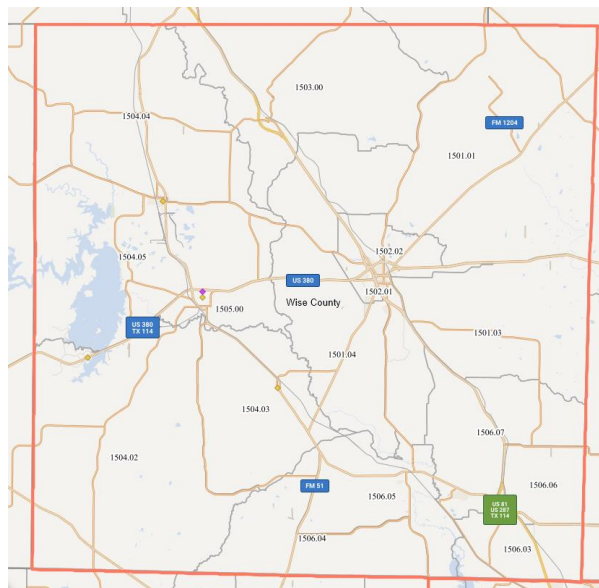 1503.00
1504.04
FM 1204
1501.01
1502.02
1504.05
US 380
1502.01
Wise County
1505.00
US 380
TX 114
1501.03
1501.04
1504.03
1506.07
1504.02
FM 51
1506.06
1506.05
US 81
US 287
TX 114
1506.04
1506.03